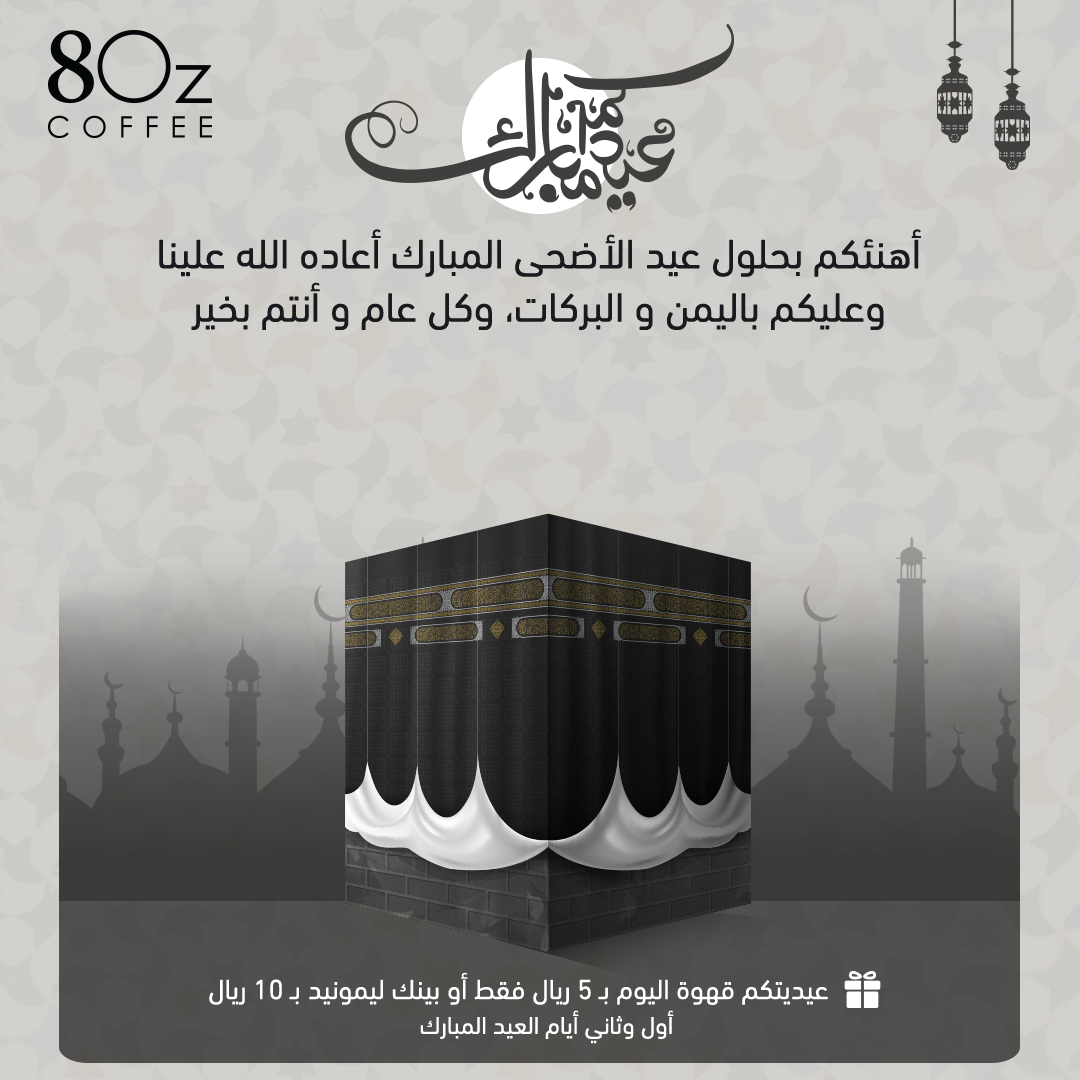 8Oz
COFFEE
عيدكم مبارك
أهنئكم بحلول عيد الأضحى المبارك أعاده الله علينا
وعليكم باليمن و البركات، وكل عام و أنتم بخير
عيديتكم قهوة اليوم بـ 5 ريال فقط أو بينك ليمونيد بـ 10 ريال
أول وثاني أيام العيد المبارك